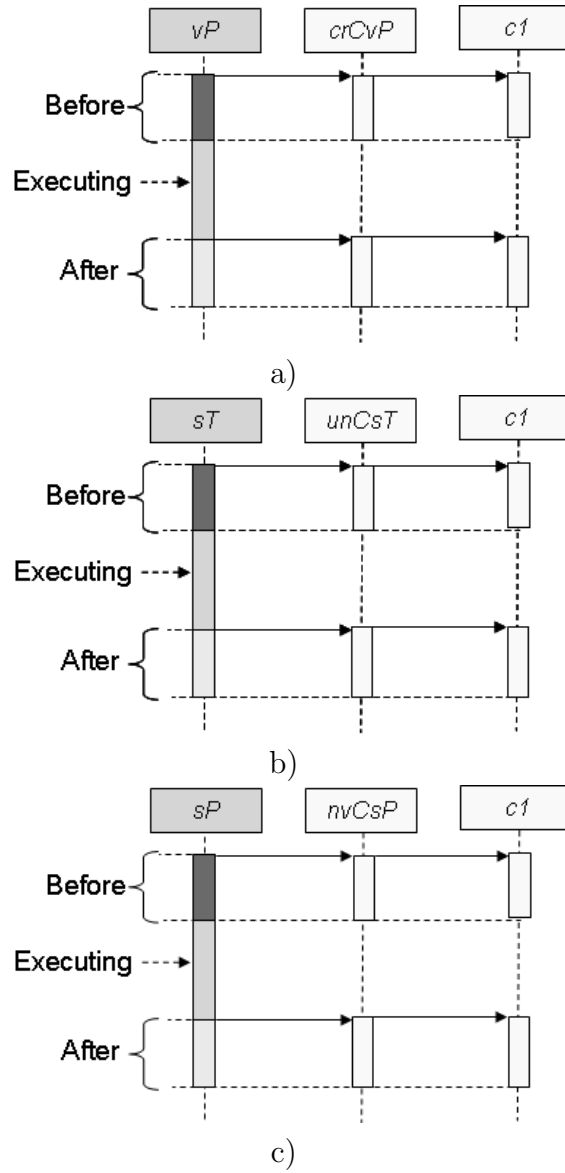 vP crCvP c1
Before
Executing
After
a)
sT unCsT c1
Before
Executing
After
b)
sP nvCsP c1
Before
Executing
After
c)